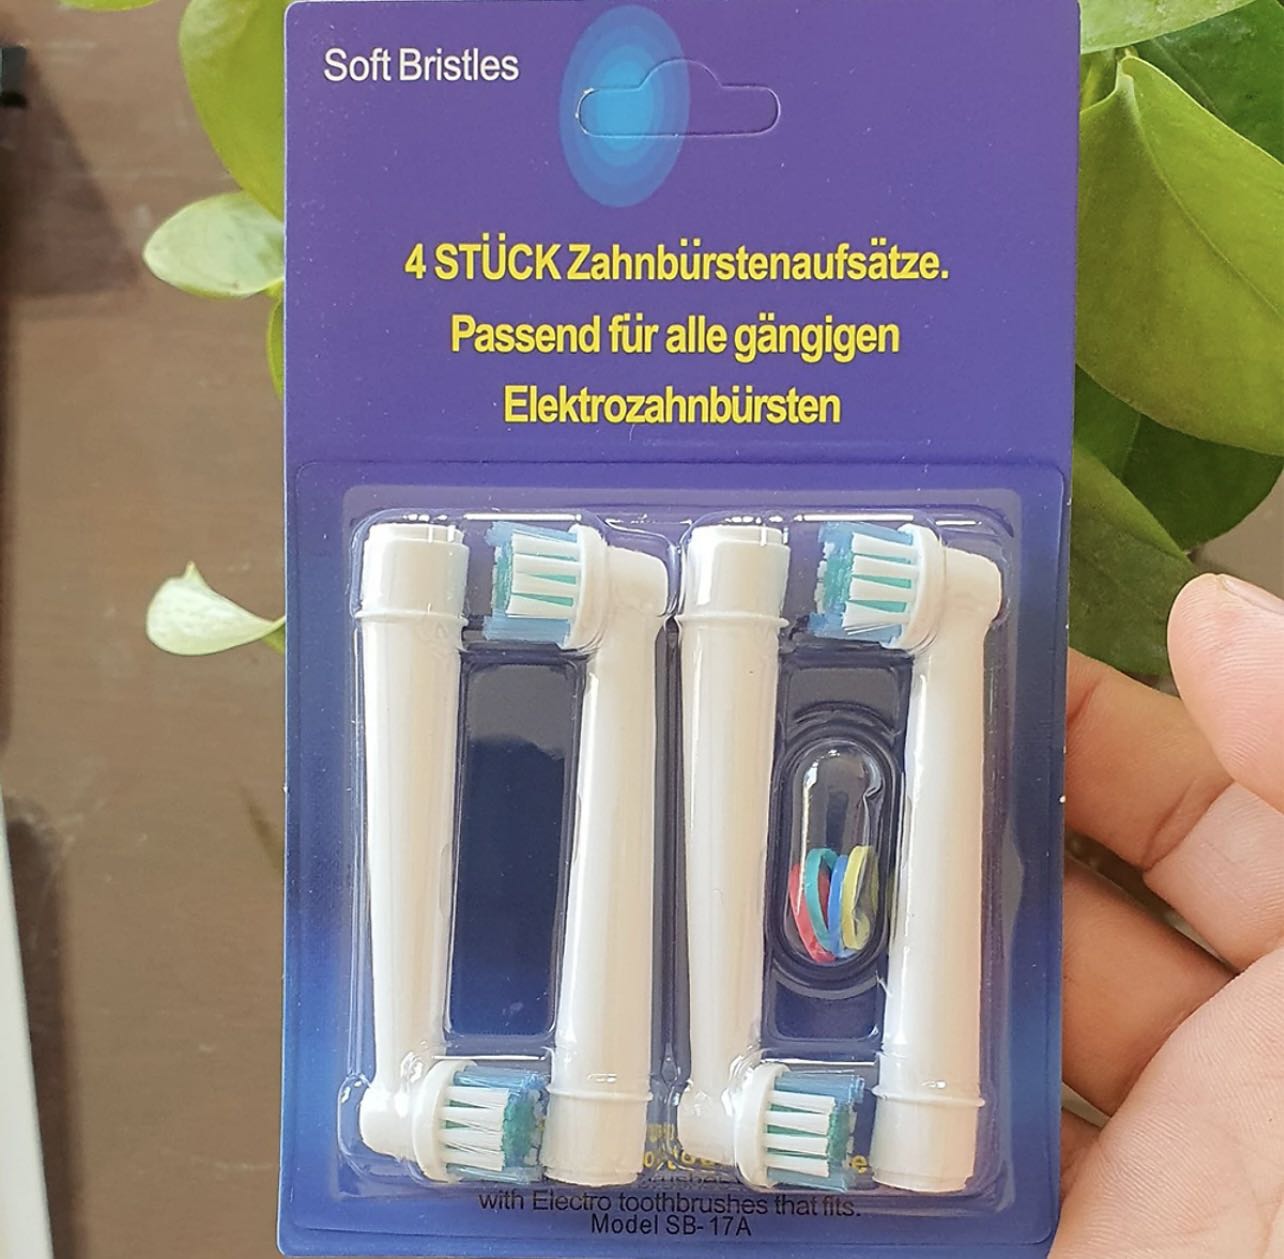 Soft Bristles
4 STÜCK Zahnbürstenaufsätze.
Passend für alle gängigen
Elektrozahnbürsten
with Electro toothbrushes that fits.
Model SB-17A